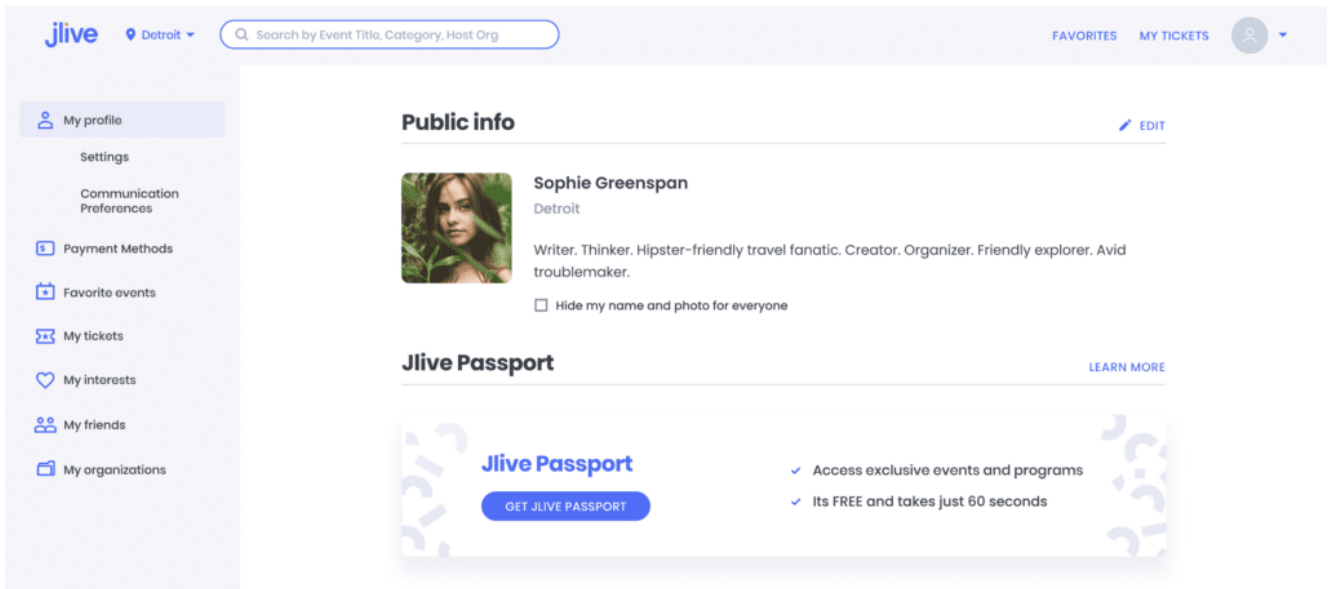 jlive
Detroit
Search by Event Title, Category, Host Org
FAVORITES
MY TICKETS
My profile
Settings
Communication
Preferences
Payment Methods
Favorite events
My tickets
My interests
My friends
My organizations
Public info
EDIT
Sophie Greenspan
Detroit
Writer. Thinker. Hipster-friendly travel fanatic. Creator. Organizer. Friendly explorer. Avid
troublemaker.
Hide my name and photo for everyone
Jlive Passport
LEARN MORE
Jlive Passport
GET JLIVE PASSPORT
Access exclusive events and programs
Its FREE and takes just 60 seconds